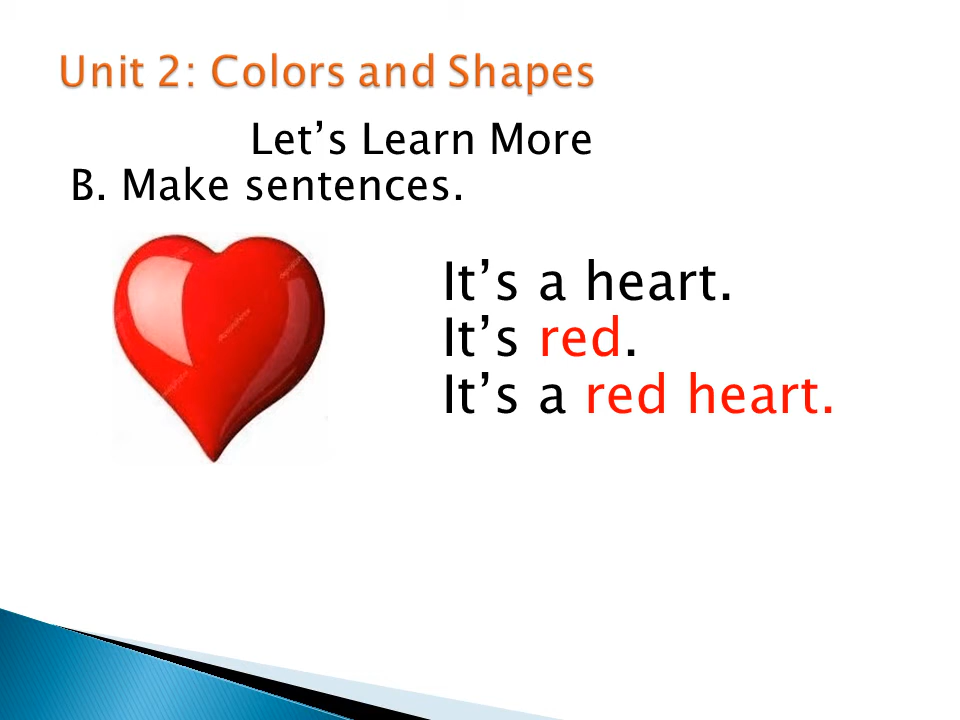 Unit 2: Colors and Shapes
Let’s Learn More
B. Make sentences.
It’s a heart.
It’s red.
It’s a red heart.